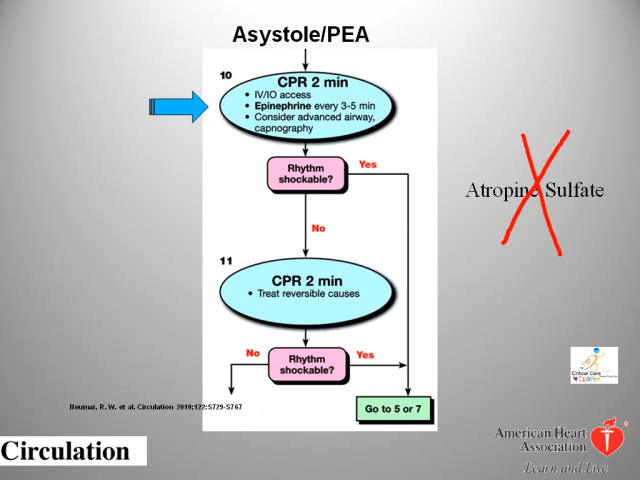 Asystole/PEA
10
CPR 2 min
• IV/IO access
• Epinephrine every 3-5 min
• Consider advanced airway,
capnography
Rhythm
shockable?
Yes
Atropine Sulfate
No
11
CPR 2 min
• Treat reversible causes
No
Rhythm
shockable?
Yes
Go to 5 or 7
Critical Care
Neumar, R. W. et al. Circulation 2010;122:S729-S767
Circulation
American Heart
Association
Learn and Live